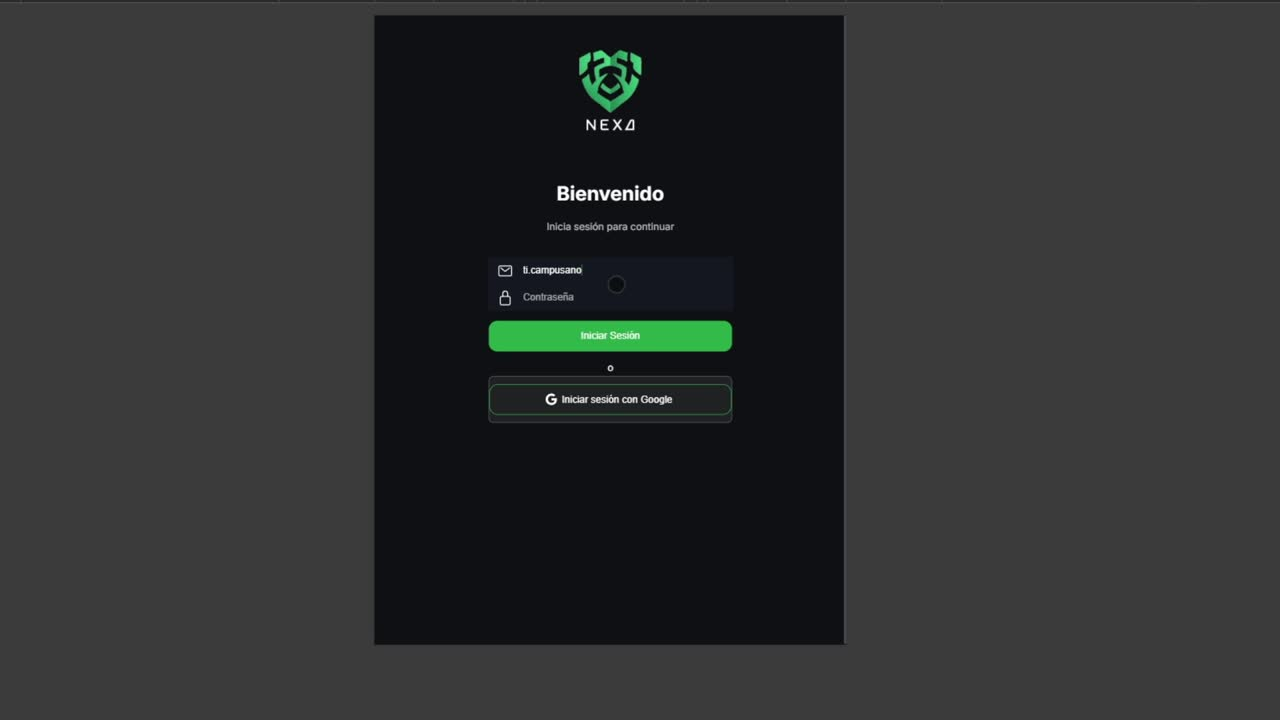 NEXA
Bienvenido
Inicia sesión para continuar
ti.campusano
Contraseña
Iniciar Sesión
o
Iniciar sesión con Google